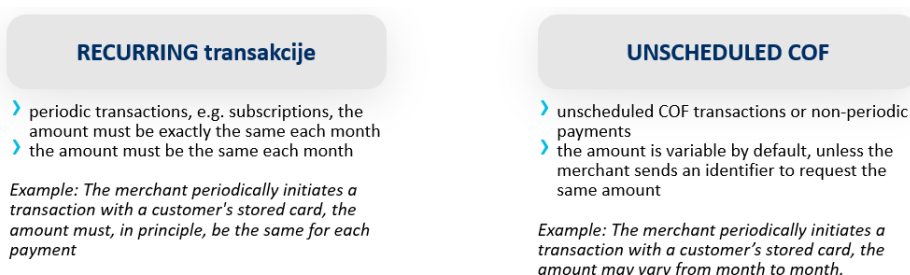 RECURRING transakcije
periodic transactions, e.g. subscriptions, the
amount must be exactly the same each month
the amount must be the same each month
Example: The merchant periodically initiates a
transaction with a customer's stored card, the
amount must, in principle, be the same for each
payment
UNSCHEDULED COF
unscheduled COF transactions or non-periodic
payments
the amount is variable by default, unless the
merchant sends an identifier to request the
same amount
Example: The merchant periodically initiates a
transaction with a customer’s stored card, the
amount may vary from month to month.